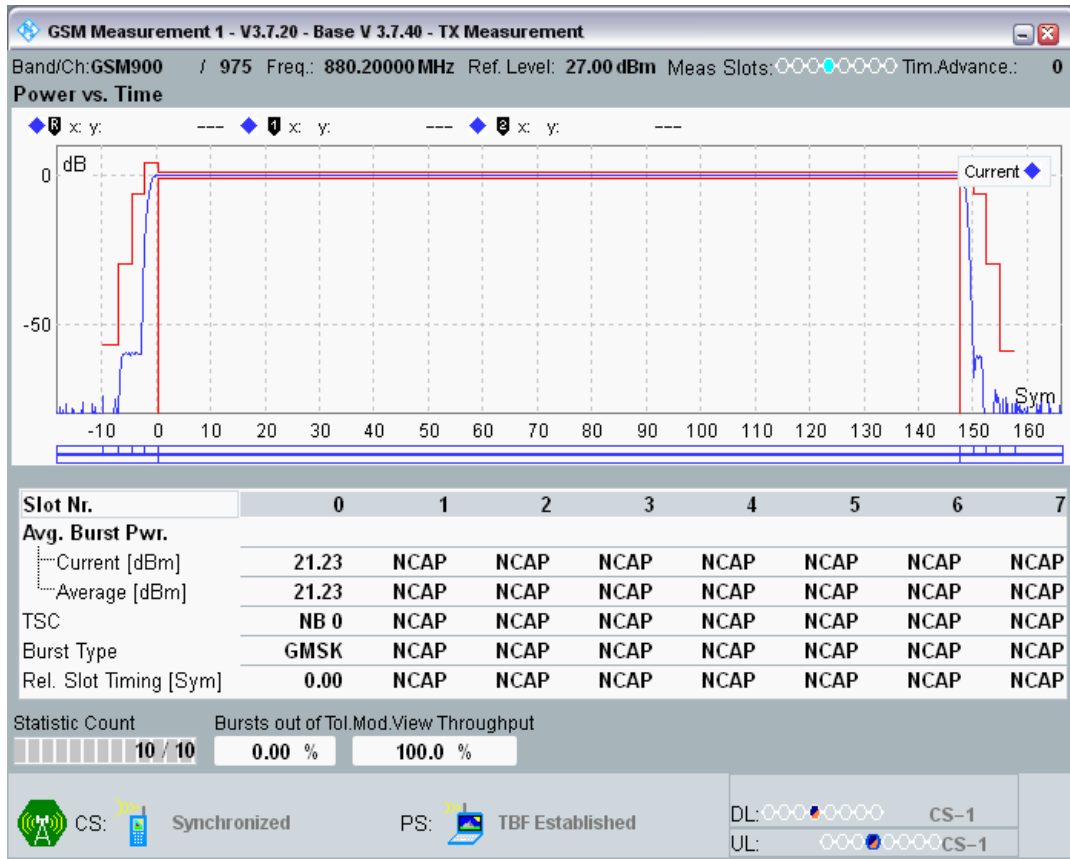 GSM Measurement 1 - V3.7.20 - Base V 3.7.40 - TX Measurement
Band/Ch:GSM900 / 975 Freq.: 880.20000 MHz Ref. Level: 27.00 dBm Meas Slots: Tim.Advance.: 0
Power vs. Time
R x: y: --- 1 x: y: --- 2 x: y: ---
dB
Current
0
-50
Sym
-10 0 10 20 30 40 50 60 70 80 90 100 110 120 130 140 150 160
Slot Nr. 0 1 2 3 4 5 6 7
Avg. Burst Pwr.
Current [dBm] 21.23 NCAP NCAP NCAP NCAP NCAP NCAP NCAP
Average [dBm] 21.23 NCAP NCAP NCAP NCAP NCAP NCAP NCAP
TSC NB 0 NCAP NCAP NCAP NCAP NCAP NCAP NCAP
Burst Type GMSK NCAP NCAP NCAP NCAP NCAP NCAP NCAP
Rel. Slot Timing [Sym] 0.00 NCAP NCAP NCAP NCAP NCAP NCAP NCAP
Statistic Count Bursts out of Tol.Mod.View Throughput
10 / 10 0.00 % 100.0 %
CS: Synchronized PS: TBF Established
DL: CS-1
UL: CS-1